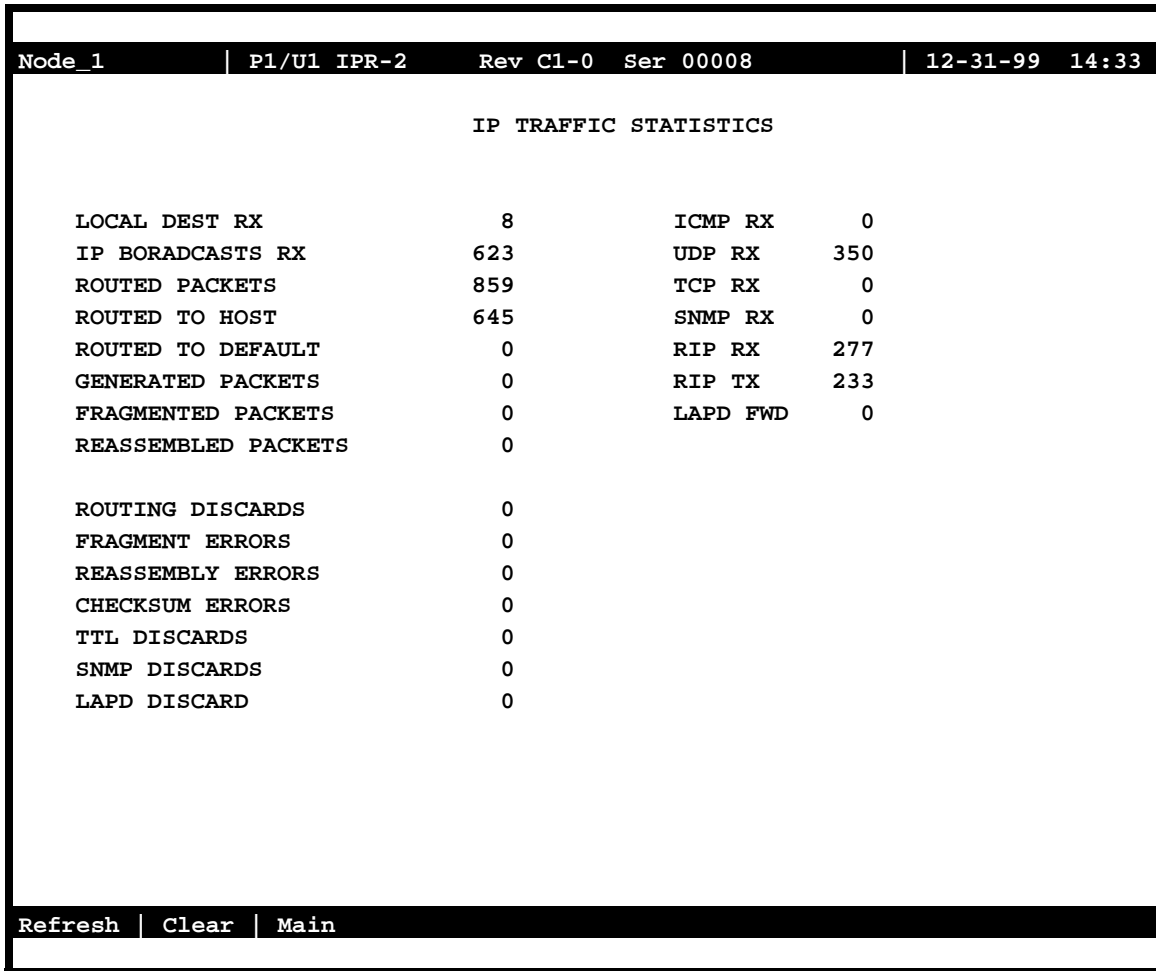 Node_1 | P1/U1 IPR-2 Rev C1-0 Ser 00008 | 12-31-99 14:33
IP TRAFFIC STATISTICS
LOCAL DEST RX 8 ICMP RX 0
IP BORADCASTS RX 623 UDP RX 350
ROUTED PACKETS 859 TCP RX 0
ROUTED TO HOST 645 SNMP RX 0
ROUTED TO DEFAULT 0 RIP RX 277
GENERATED PACKETS 0 RIP TX 233
FRAGMENTED PACKETS 0 LAPD FWD 0
REASSEMBLED PACKETS 0
ROUTING DISCARDS 0
FRAGMENT ERRORS 0
REASSEMBLY ERRORS 0
CHECKSUM ERRORS 0
TTL DISCARDS 0
SNMP DISCARDS 0
LAPD DISCARD 0
Refresh | Clear | Main